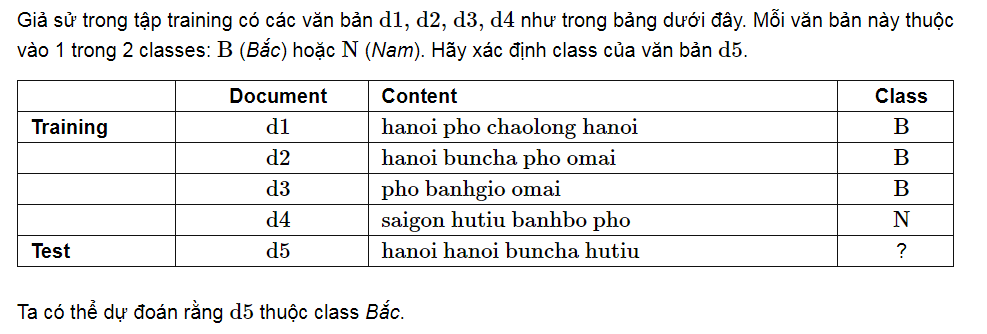 Giả sử trong tập training có các văn bản d1, d2, d3, d4 như trong bảng dưới đây. Mỗi văn bản này thuộc
vào 1 trong 2 classes: B (Bắc) hoặc N (Nam). Hãy xác định class của văn bản d5.
Document Content Class
Training d1 hanoi pho chaolong hanoi B
d2 hanoi buncha pho omai B
d3 pho banhgio omai B
d4 saigon hutiu banhbo pho N
Test d5 hanoi hanoi buncha hutiu ?
Ta có thể dự đoán rằng d5 thuộc class Bắc.